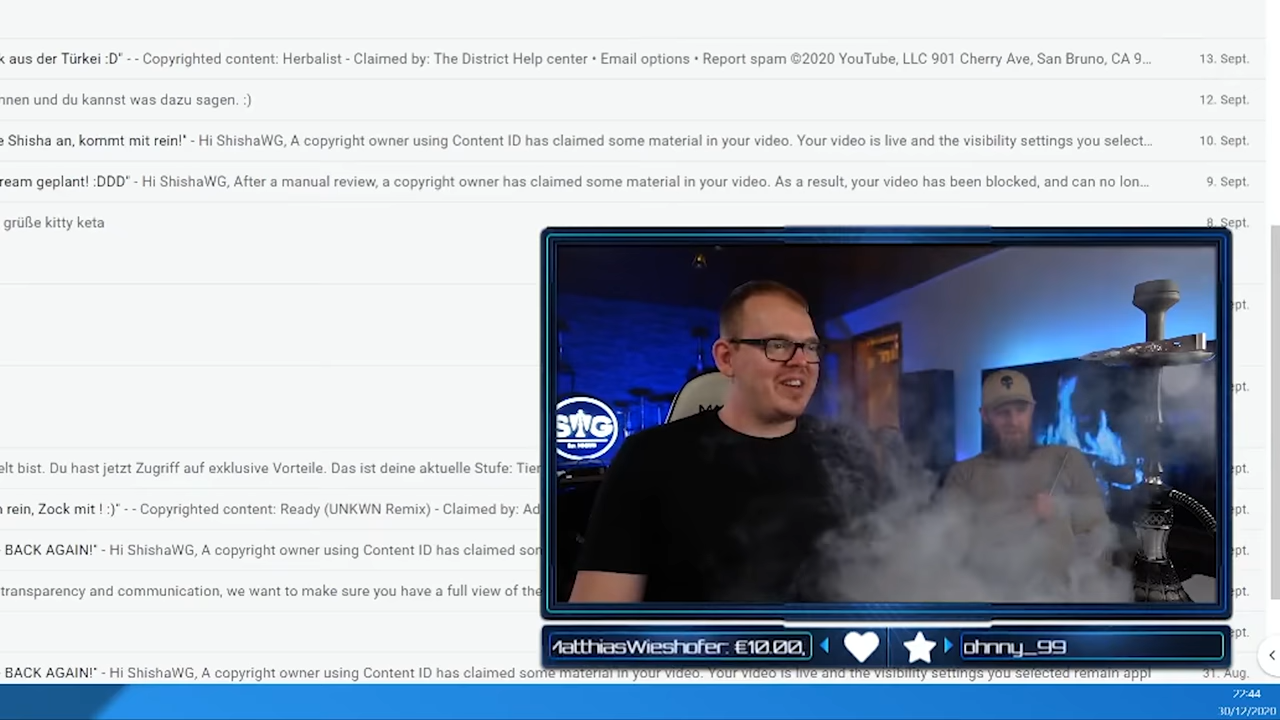 k aus der Türkei :D" - - Copyrighted content: Herbalist - Claimed by: The District Help center • Email options • Report spam ©2020 YouTube, LLC 901 Cherry Ave, San Bruno, CA 9… 13. Sept.
nnen und du kannst was dazu sagen. :) 12. Sept.
e Shisha an, kommt mit rein!" - Hi ShishaWG, A copyright owner using Content ID has claimed some material in your video. Your video is live and the visibility settings you select… 10. Sept.
ream geplant! :DDD" - Hi ShishaWG, After a manual review, a copyright owner has claimed some material in your video. As a result, your video has been blocked, and can no lon… 9. Sept.
grüße kitty keta 8. Sept.
ept.
ept.
elt bist. Du hast jetzt Zugriff auf exklusive Vorteile. Das ist deine aktuelle Stufe: Tier ept.
n rein, Zock mit ! :)" - - Copyrighted content: Ready (UNKWN Remix) - Claimed by: Ad ept.
BACK AGAIN!" - Hi ShishaWG, A copyright owner using Content ID has claimed son ept.
transparency and communication, we want to make sure you have a full view of the ept.
ept.
BACK AGAIN!" - Hi ShishaWG, A copyright owner using Content ID has claimed some material in your video. Your video is live and the visibility settings you selected remain appl 31. Aug.
SWG
MatthiasWieshofer: €10.00,
ohnny_99
22:44
30/12/2020